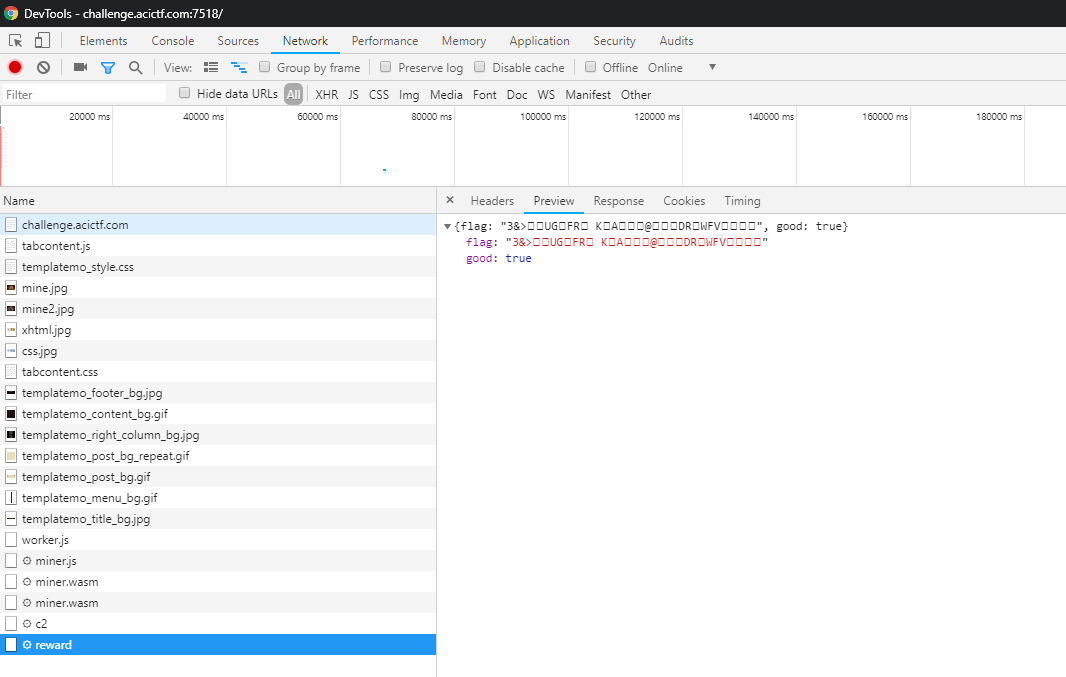 DevTools - challenge.acictf.com:7518/
Elements Console Sources Network Performance Memory Application Security Audits
View: Group by frame Preserve log Disable cache Offline Online
Filter Hide data URLs All XHR JS CSS Img Media Font Doc WS Manifest Other
20000 ms 40000 ms 60000 ms 80000 ms 100000 ms 120000 ms 140000 ms 160000 ms 180000 ms
Name
× Headers Preview Response Cookies Timing
challenge.acictf.com
tabcontent.js
templatemo_style.css
mine.jpg
mine2.jpg
xhtml.jpg
css.jpg
tabcontent.css
templatemo_footer_bg.jpg
templatemo_content_bg.gif
templatemo_right_column_bg.jpg
templatemo_post_bg_repeat.gif
templatemo_post_bg.gif
templatemo_menu_bg.gif
templatemo_title_bg.jpg
worker.js
miner.js
miner.wasm
miner.wasm
c2
reward
{flag: "3&>□□UG□FR□ K□A□□□@□□□DR□WFV□□□□", good: true}
flag: "3&>□□UG□FR□ K□A□□□@□□□DR□WFV□□□□"
good: true